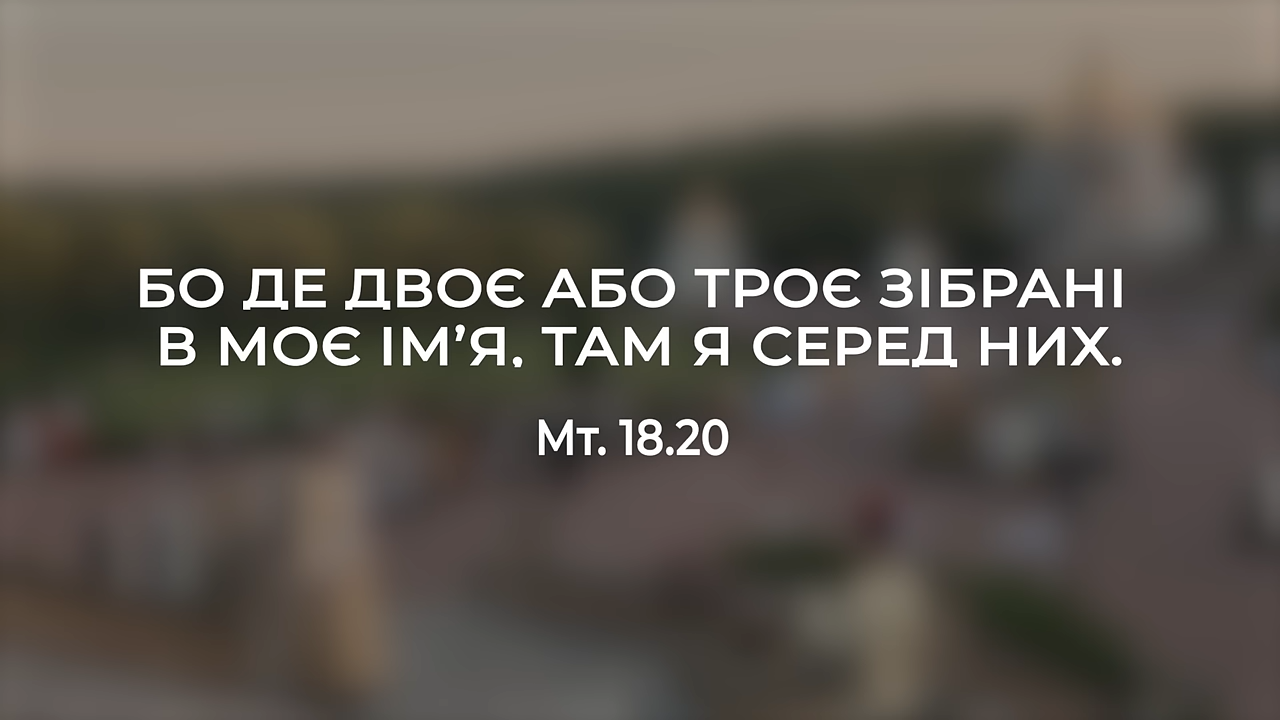 БО ДЕ ДВОЄ АБО ТРОЄ ЗІБРАНІ
В МОЄ ІМ’Я, ТАМ Я СЕРЕД НИХ.
Мт. 18.20